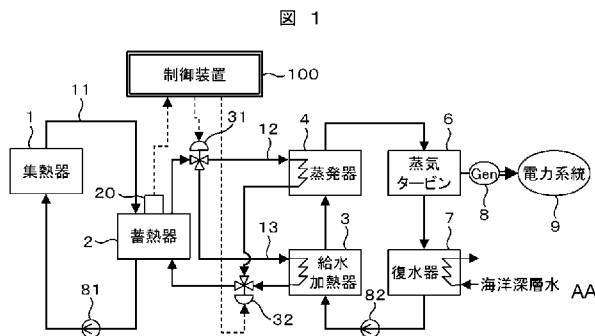 図 1
制御装置
100
11
1
集熱器
31
12
4
蒸発器
6
蒸気
タービン
Gen
8
電力系統
9
20
2
蓄熱器
13
3
給水
加熱器
7
復水器
海洋深層水
AA
81
32
82